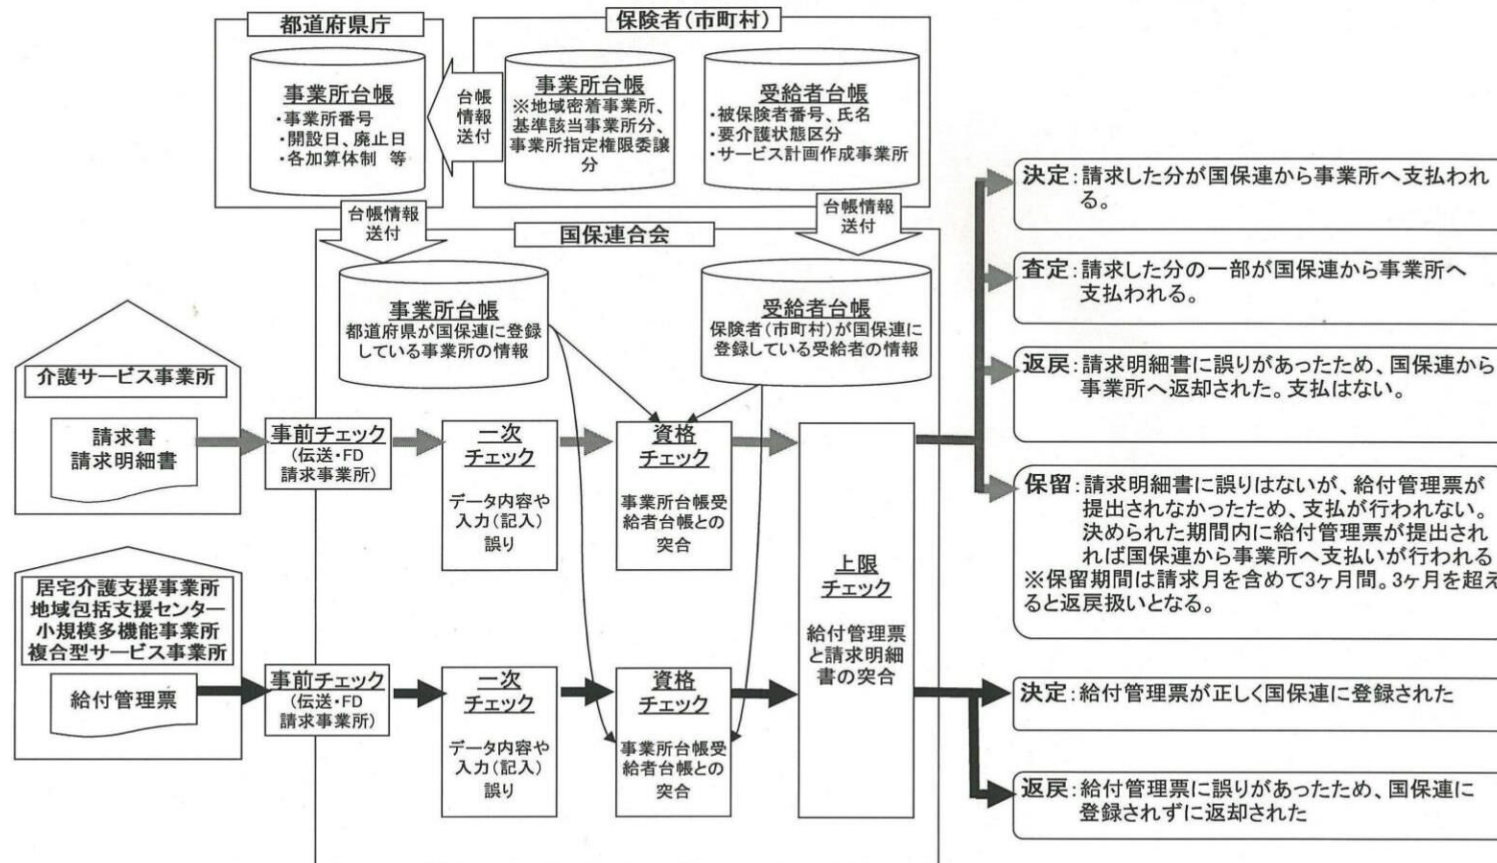 都道府県庁
事業所台帳
・事業所番号
・開設日、廃止日
・各加算体制 等
台帳
情報
送付
保険者(市町村)
事業所台帳
※地域密着事業所、
基準該当事業所分、
事業所指定権限委譲
分
受給者台帳
・被保険者番号、氏名
・要介護状態区分
・サービス計画作成事業所
台帳情報
送付
台帳情報
送付
国保連合会
事業所台帳
都道府県が国保連に登録
している事業所の情報
受給者台帳
保険者(市町村)が国保連に
登録している受給者の情報
介護サービス事業所
請求書
請求明細書
事前チェック
(伝送・FD
請求事業所)
一次
チェック
データ内容や
入力(記入)
誤り
資格
チェック
事業所台帳受
給者台帳との
突合
居宅介護支援事業所
地域包括支援センター
小規模多機能事業所
複合型サービス事業所
給付管理票
事前チェック
(伝送・FD
請求事業所)
一次
チェック
データ内容や
入力(記入)
誤り
資格
チェック
事業所台帳受
給者台帳との
突合
上限
チェック
給付管理票
と請求明細
書の突合
決定:請求した分が国保連から事業所へ支払われ
る。
査定:請求した分の一部が国保連から事業所へ
支払われる。
返戻:請求明細書に誤りがあったため、国保連から
事業所へ返却された。支払はない。
保留:請求明細書に誤りはないが、給付管理票が
提出されなかったため、支払が行われない。
決められた期間内に給付管理票が提出され
れば国保連から事業所へ支払いが行われる
※保留期間は請求月を含めて3ヶ月間。3ヶ月を超え
ると返戻扱いとなる。
決定:給付管理票が正しく国保連に登録された
返戻:給付管理票に誤りがあったため、国保連に
登録されずに返却された